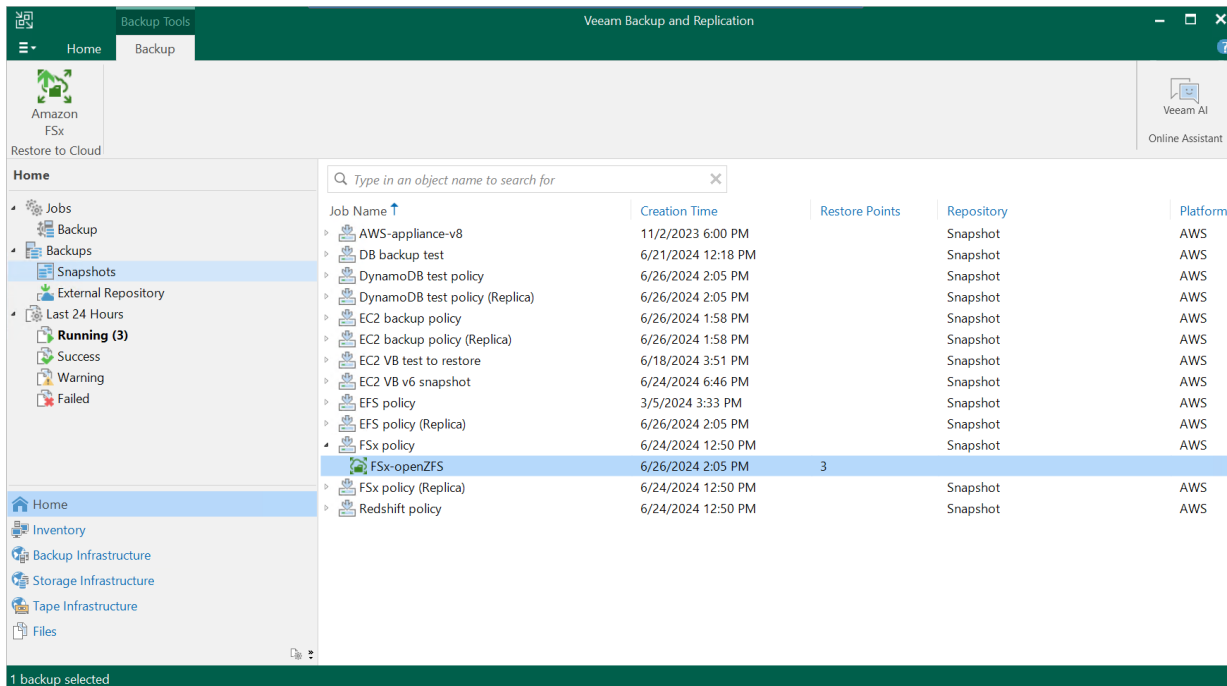 Backup Tools
Veeam Backup and Replication
Home Backup
Amazon
FSx
Restore to Cloud
Veeam AI
Online Assistant
Home
Jobs
Backup
Backups
Snapshots
External Repository
Last 24 Hours
Running (3)
Success
Warning
Failed
Home
Inventory
Backup Infrastructure
Storage Infrastructure
Tape Infrastructure
Files
Type in an object name to search for
Job Name Creation Time Restore Points Repository Platform
AWS-appliance-v8 11/2/2023 6:00 PM Snapshot AWS
DB backup test 6/21/2024 12:18 PM Snapshot AWS
DynamoDB test policy 6/26/2024 2:05 PM Snapshot AWS
DynamoDB test policy (Replica) 6/26/2024 2:05 PM Snapshot AWS
EC2 backup policy 6/26/2024 1:58 PM Snapshot AWS
EC2 backup policy (Replica) 6/26/2024 1:58 PM Snapshot AWS
EC2 VB test to restore 6/18/2024 3:51 PM Snapshot AWS
EC2 VB v6 snapshot 6/24/2024 6:46 PM Snapshot AWS
EFS policy 3/5/2024 3:33 PM Snapshot AWS
EFS policy (Replica) 6/26/2024 2:05 PM Snapshot AWS
FSx policy 6/24/2024 12:50 PM Snapshot AWS
FSx-openZFS 6/26/2024 2:05 PM 3
FSx policy (Replica) 6/24/2024 12:50 PM Snapshot AWS
Redshift policy 6/24/2024 12:50 PM Snapshot AWS
1 backup selected